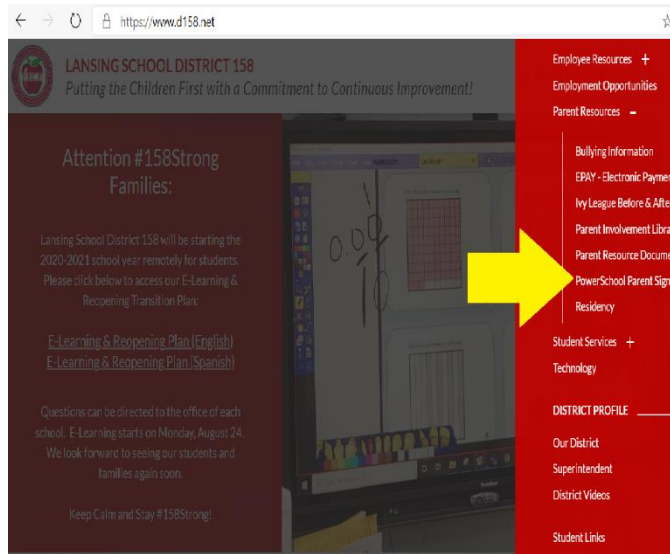 https://www.d158.net
LANSING SCHOOL DISTRICT 158
Putting the Children First with a Commitment to Continuous Improvement!
Attention #158Strong
Families:
Lansing School District 158 will be starting the
2020-2021 school year remotely for students.
Please click below to access our E-Learning &
Reopening Transition Plan:
E-Learning & Reopening Plan (English)
E-Learning & Reopening Plan (Spanish)
Questions can be directed to the office of each
school. E-Learning starts on Monday, August 24.
We look forward to seeing our students and
families again soon.
Keep Calm and Stay #158Strong!
0.00
Employee Resources +
Employment Opportunities
Parent Resources –
Bullying Information
EPAY - Electronic Paymen
Ivy League Before & Afte
Parent Involvement Libra
Parent Resource Docume
PowerSchool Parent Sign
Residency
Student Services +
Technology
DISTRICT PROFILE
Our District
Superintendent
District Videos
Student Links